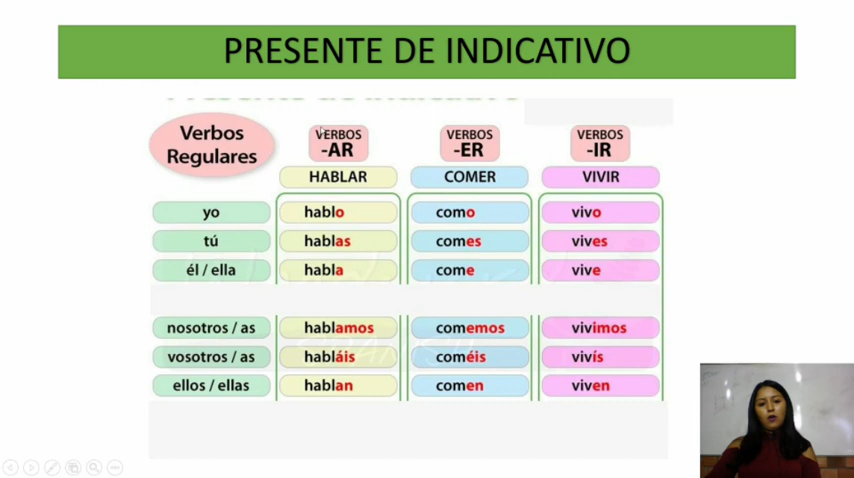 PRESENTE DE INDICATIVO
Verbos Regulares
VERBOS -AR
VERBOS -ER
VERBOS -IR
HABLAR COMER VIVIR
yo hablo como vivo
tú hablas comes vives
él / ella habla come vive
nosotros / as hablamos comemos vivimos
vosotros / as habláis coméis vivís
ellos / ellas hablan comen viven